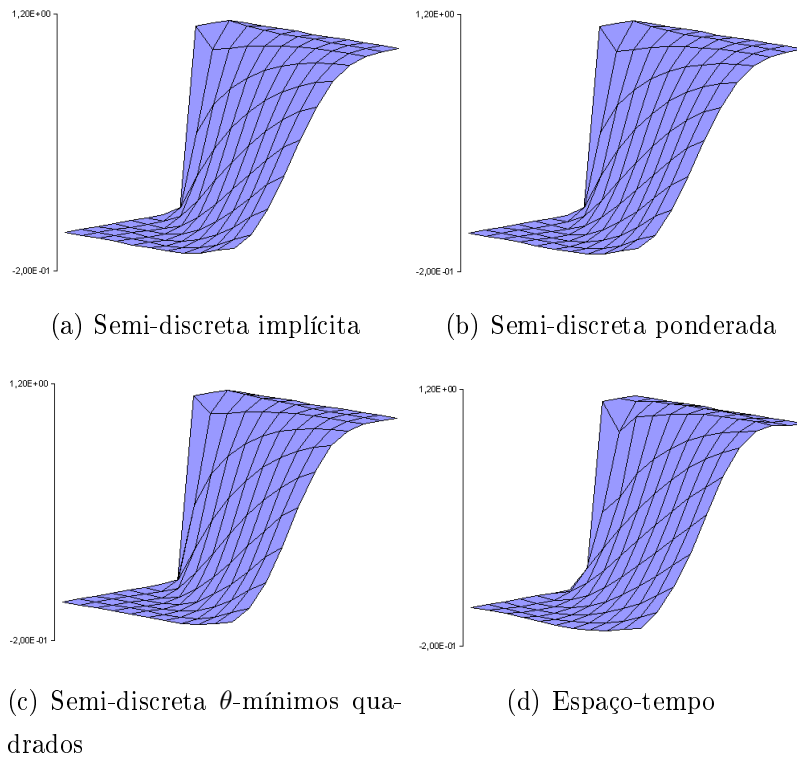 1,20E+00
-2,00E-01
1,20E+00
-2,00E-01
(a) Semi-discreta implícita
(b) Semi-discreta ponderada
1,20E+00
-2,00E-01
1,20E+00
-2,00E-01
(c) Semi-discreta θ-mínimos qua-
drados
(d) Espaço-tempo